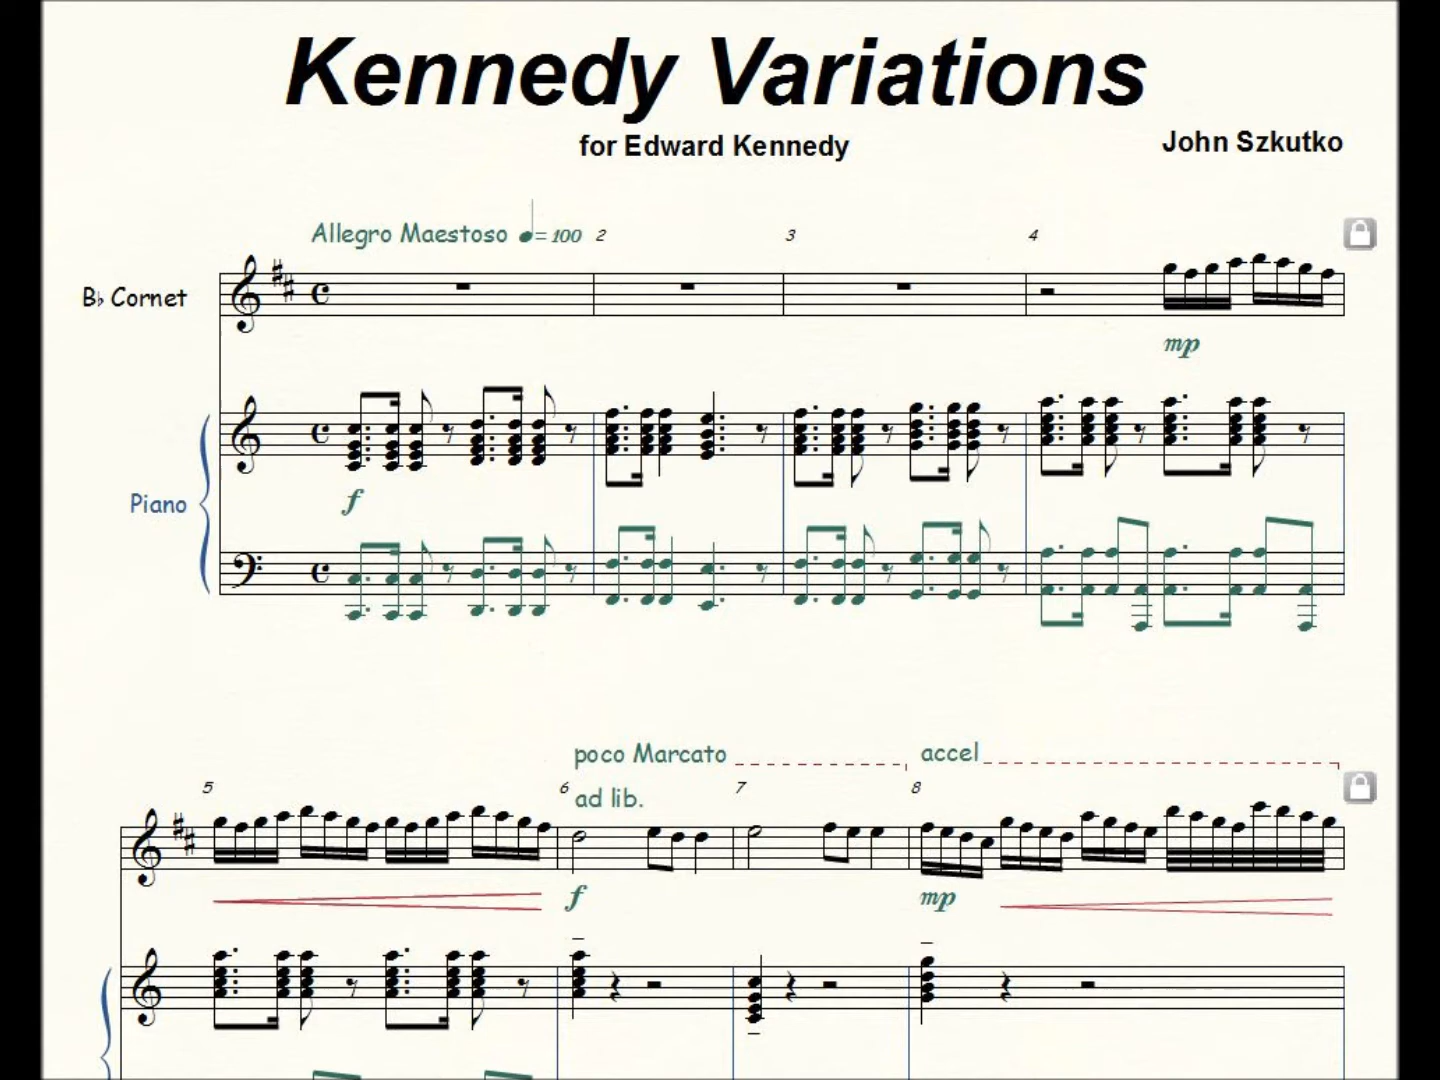 Kennedy Variations
for Edward Kennedy
John Szkutko
Allegro Maestoso ♩=100 2 3 4
B♭ Cornet
mp
f
Piano
poco Marcato accel
5 6 ad lib. 7 8
f mp